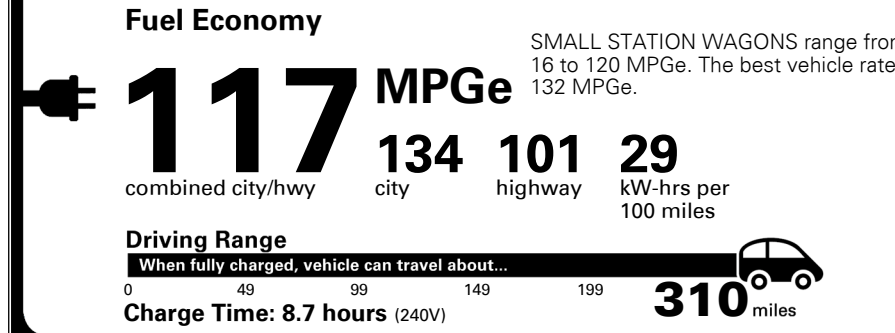 Fuel Economy
SMALL STATION WAGONS range from
16 to 120 MPGe. The best vehicle rate
132 MPGe.
117 MPGe
combined city/hwy
134 city
101 highway
29 kW-hrs per
100 miles
Driving Range
When fully charged, vehicle can travel about...
0 49 99 149 199 310 miles
Charge Time: 8.7 hours (240V)